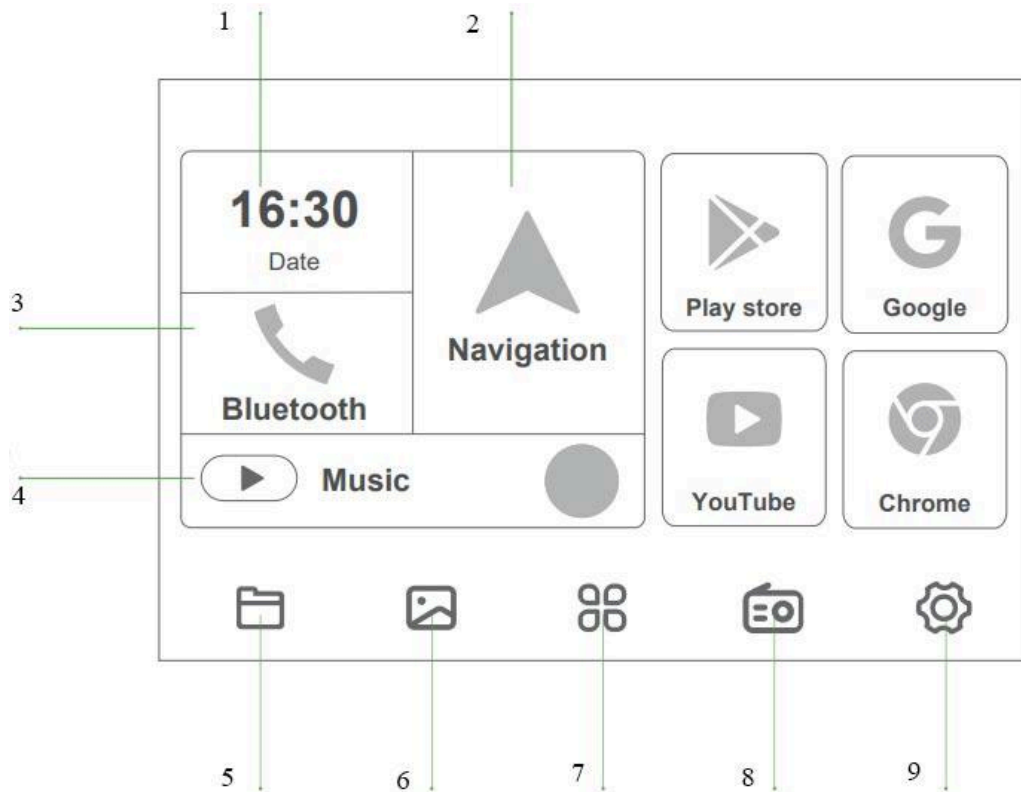 1
2
16:30
Date
Navigation
Play store
Google
3
Bluetooth
4
Music
YouTube
Chrome
5
6
7
8
9